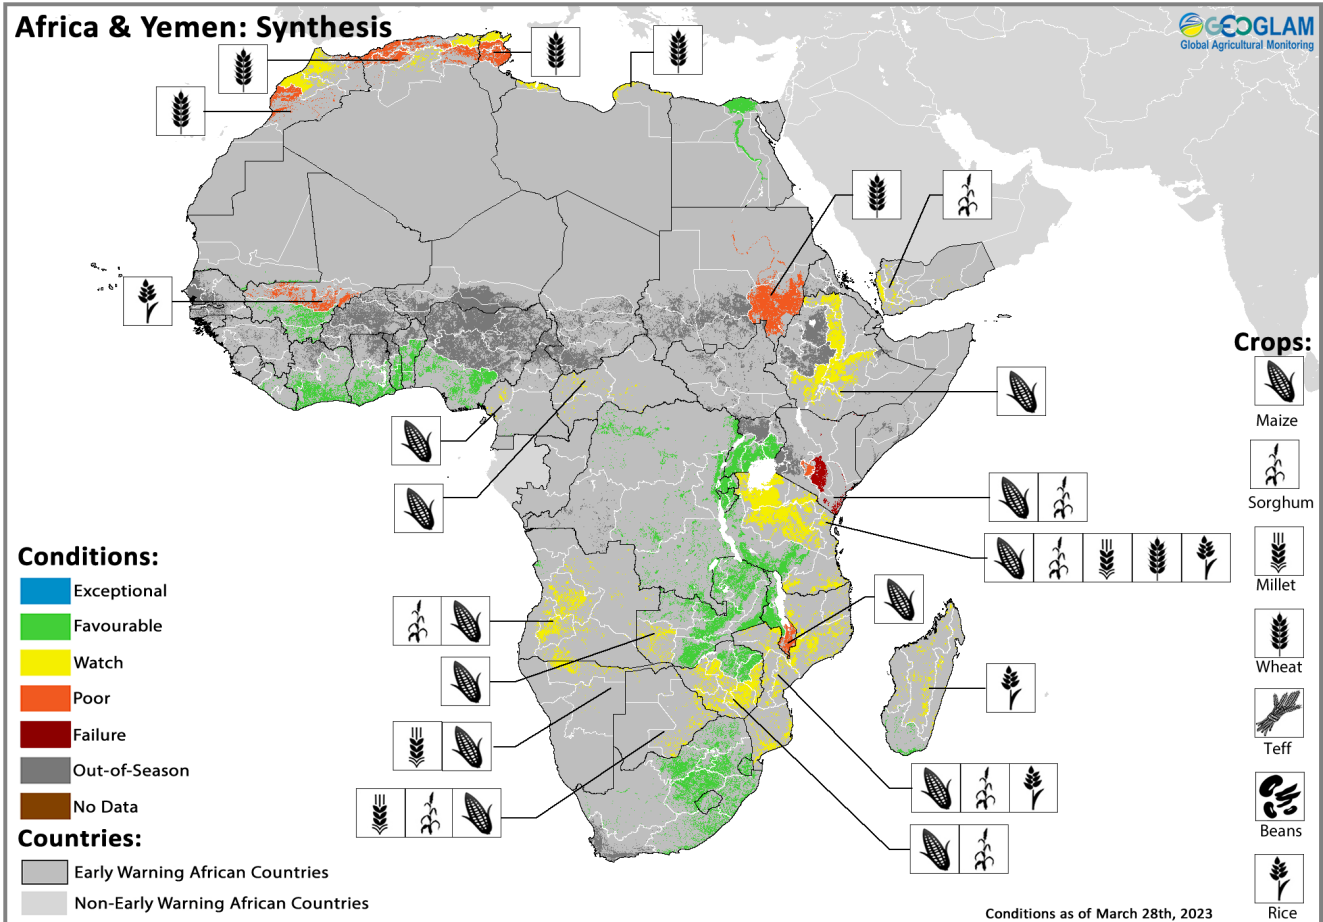 Africa & Yemen: Synthesis
GEOGLAM
Global Agricultural Monitoring
Crops:
Maize
Sorghum
Millet
Wheat
Teff
Beans
Rice
Conditions:
Exceptional
Favourable
Watch
Poor
Failure
Out-of-Season
No Data
Countries:
Early Warning African Countries
Non-Early Warning African Countries
Conditions as of March 28th, 2023